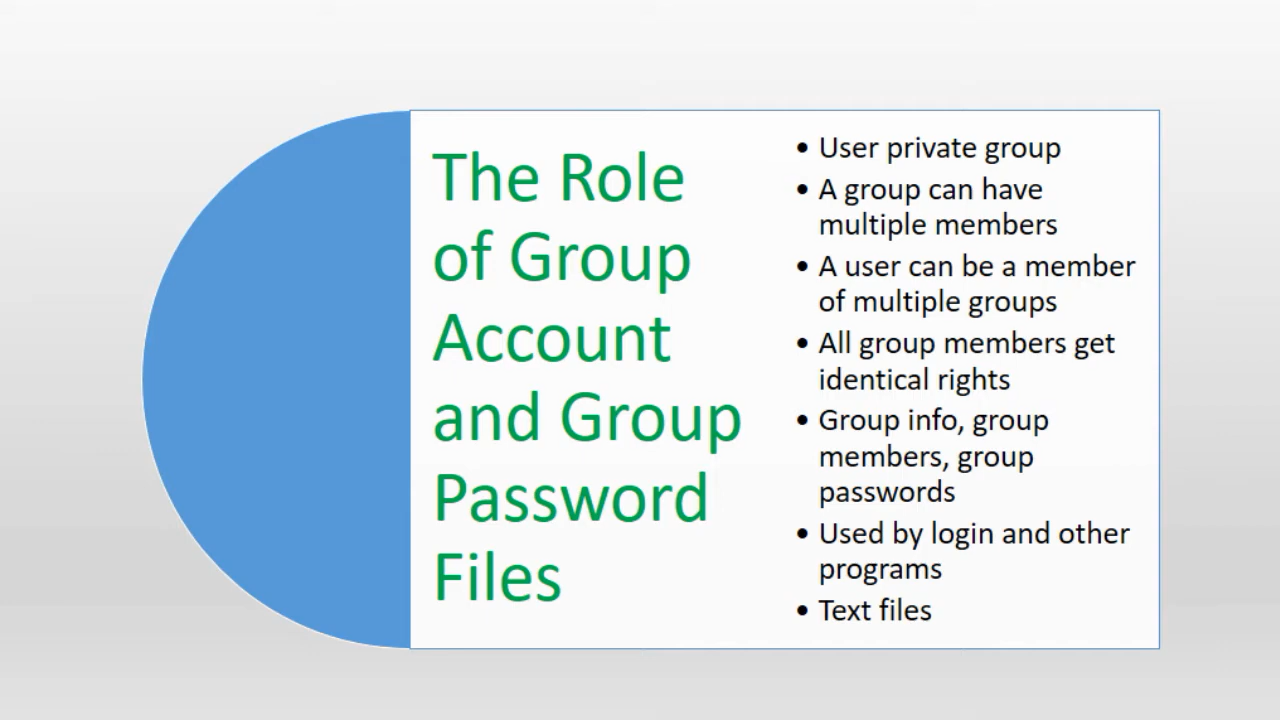 The Role
of Group
Account
and Group
Password
Files
• User private group
• A group can have
multiple members
• A user can be a member
of multiple groups
• All group members get
identical rights
• Group info, group
members, group
passwords
• Used by login and other
programs
• Text files